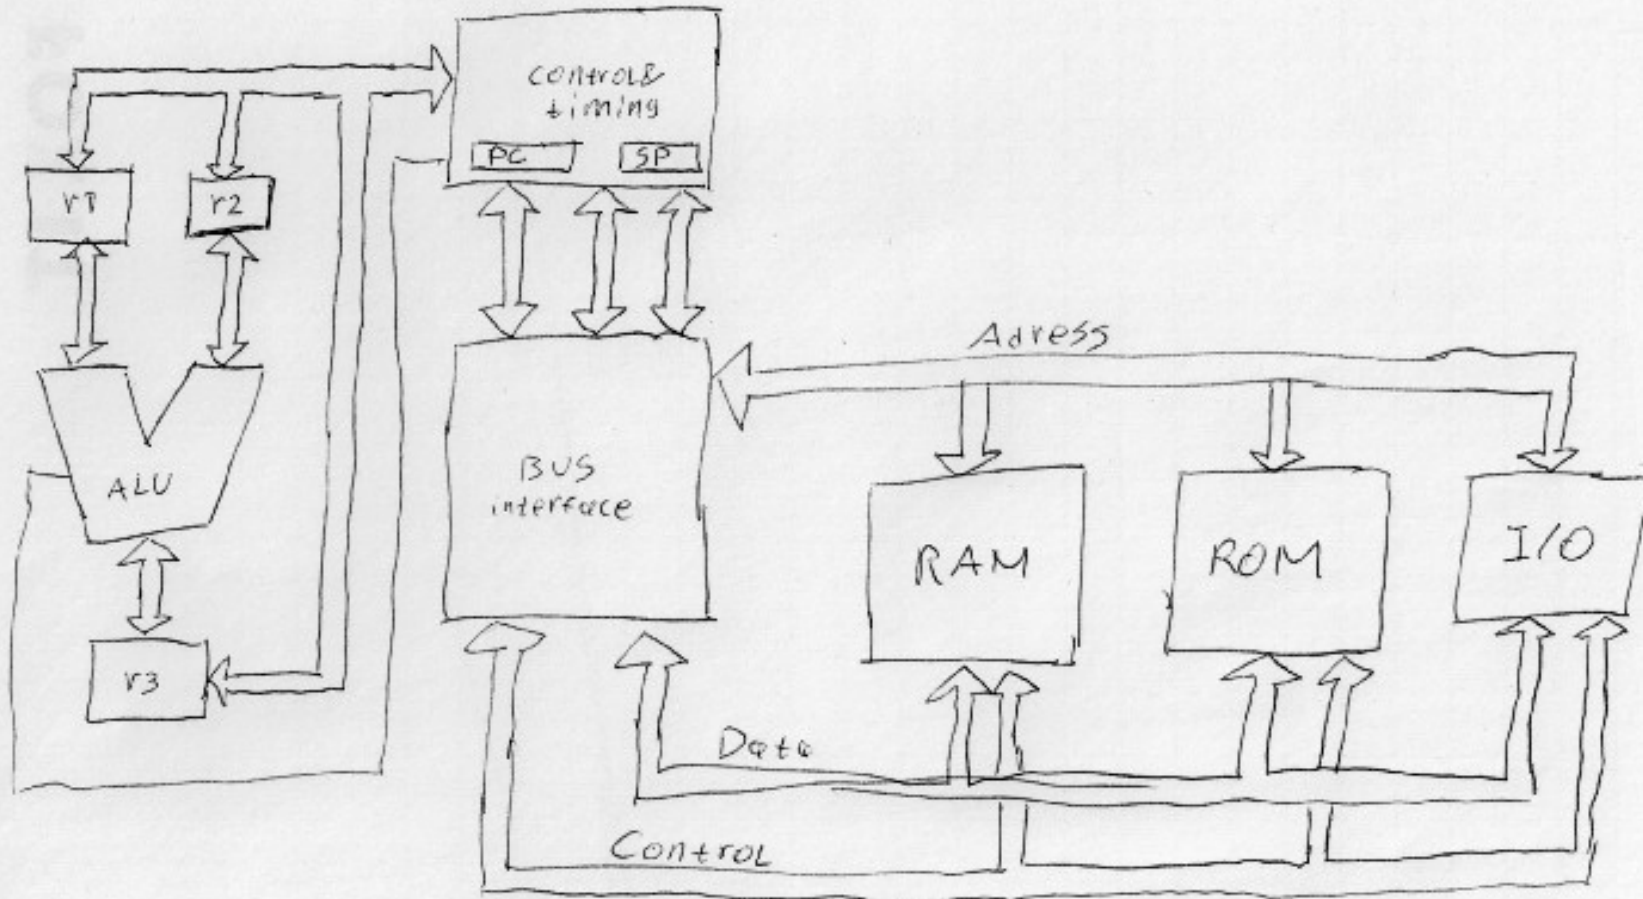 control&
timing
PC
SP
r1
r2
Adress
BUS
interface
ALU
RAM
ROM
I/O
r3
Data
Control